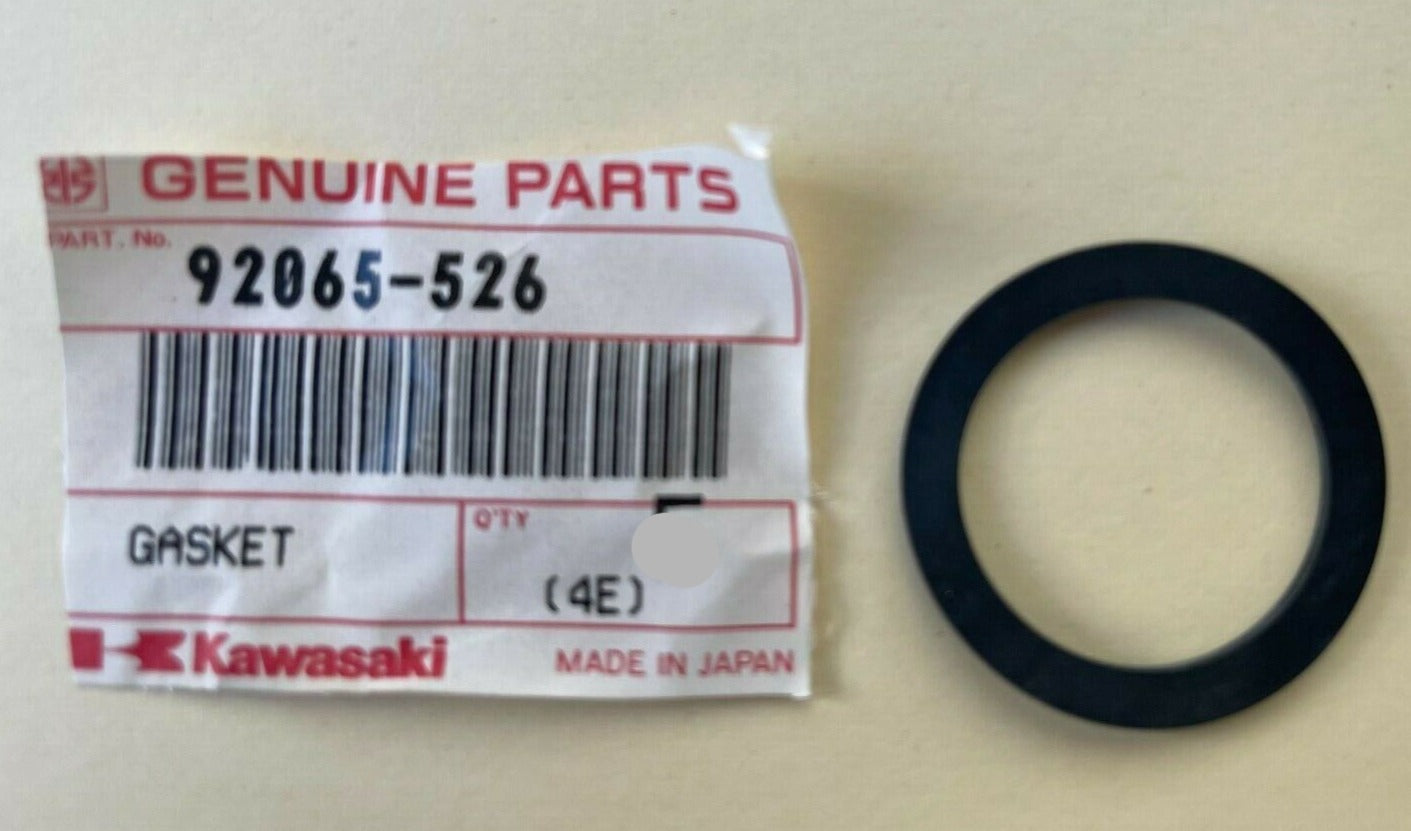 GENUINE PARTS
PART. No.
92065-526
GASKET
Q'TY
(4E)
Kawasaki
MADE IN JAPAN